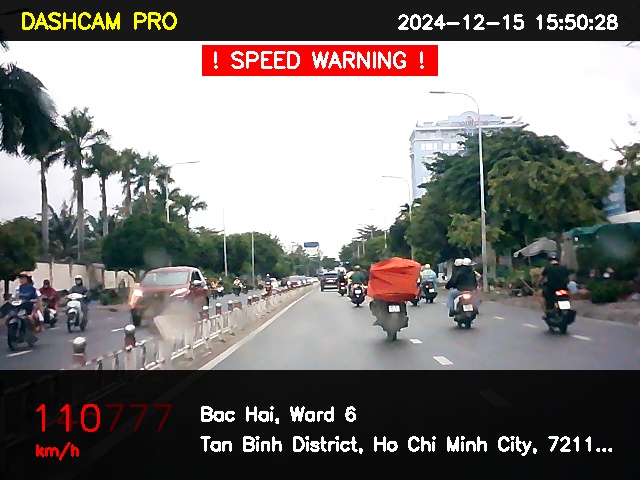 DASHCAM PRO
2024-12-15 15:50:28
! SPEED WARNING !
110777
km/h
Bac Hai, Ward 6
Tan Binh District, Ho Chi Minh City, 7211...